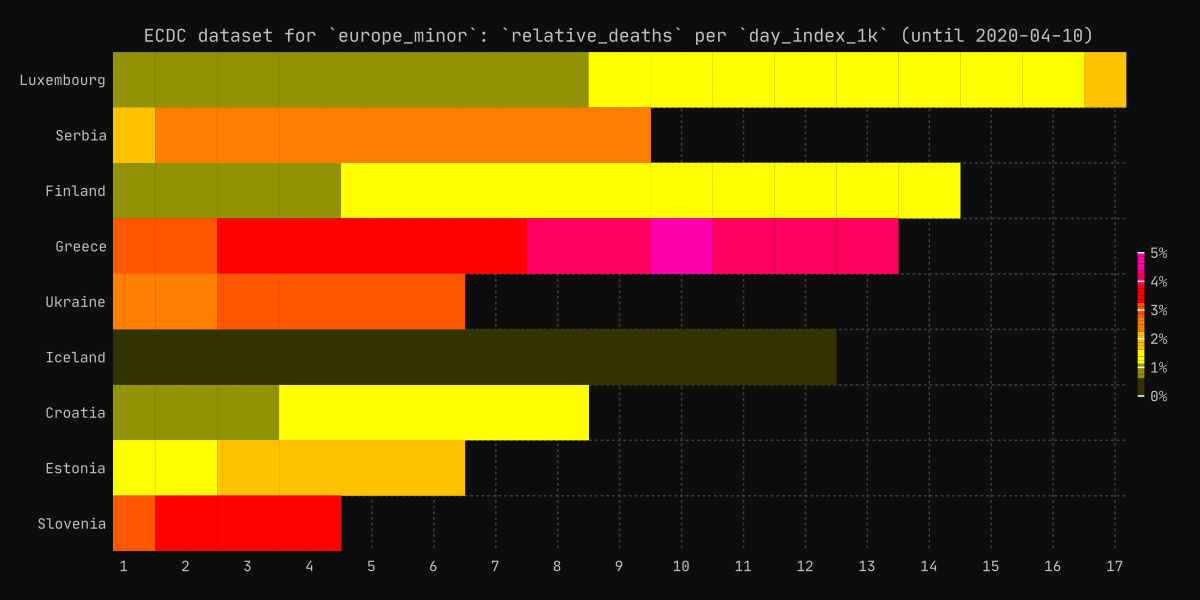 ECDC dataset for `europe_minor`: `relative_deaths` per `day_index_1k` (until 2020-04-10)
Luxembourg
Serbia
Finland
Greece
Ukraine
Iceland
Croatia
Estonia
Slovenia
5%
4%
3%
2%
1%
0%
1 2 3 4 5 6 7 8 9 10 11 12 13 14 15 16 17